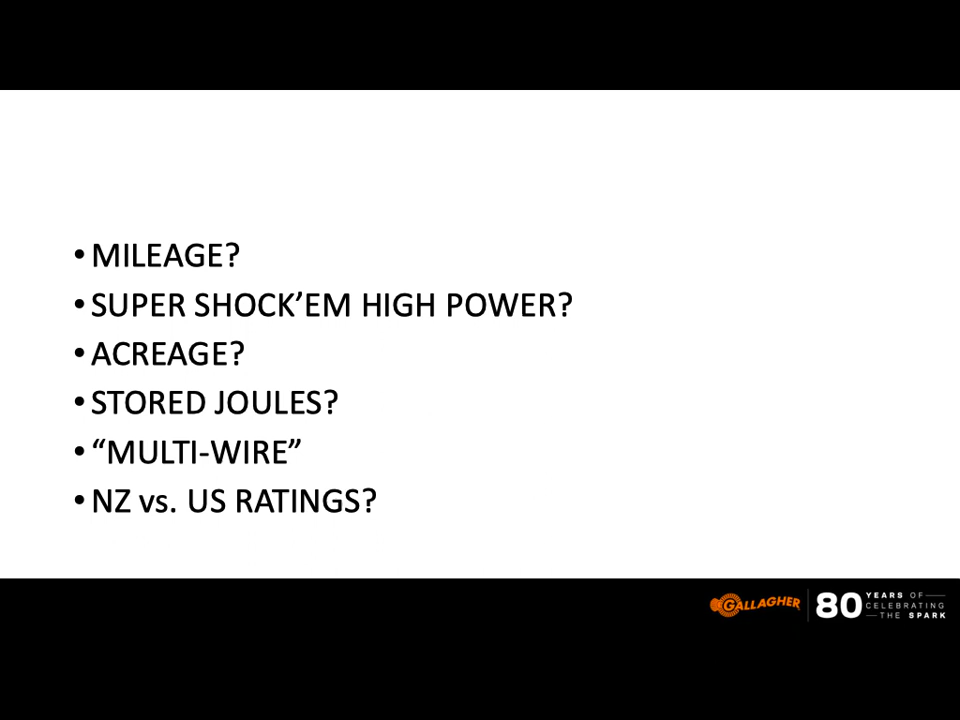 • MILEAGE?
• SUPER SHOCK’EM HIGH POWER?
• ACREAGE?
• STORED JOULES?
• “MULTI-WIRE”
• NZ vs. US RATINGS?
GALLAGHER
80
YEARS OF
CELEBRATING
THE SPARK